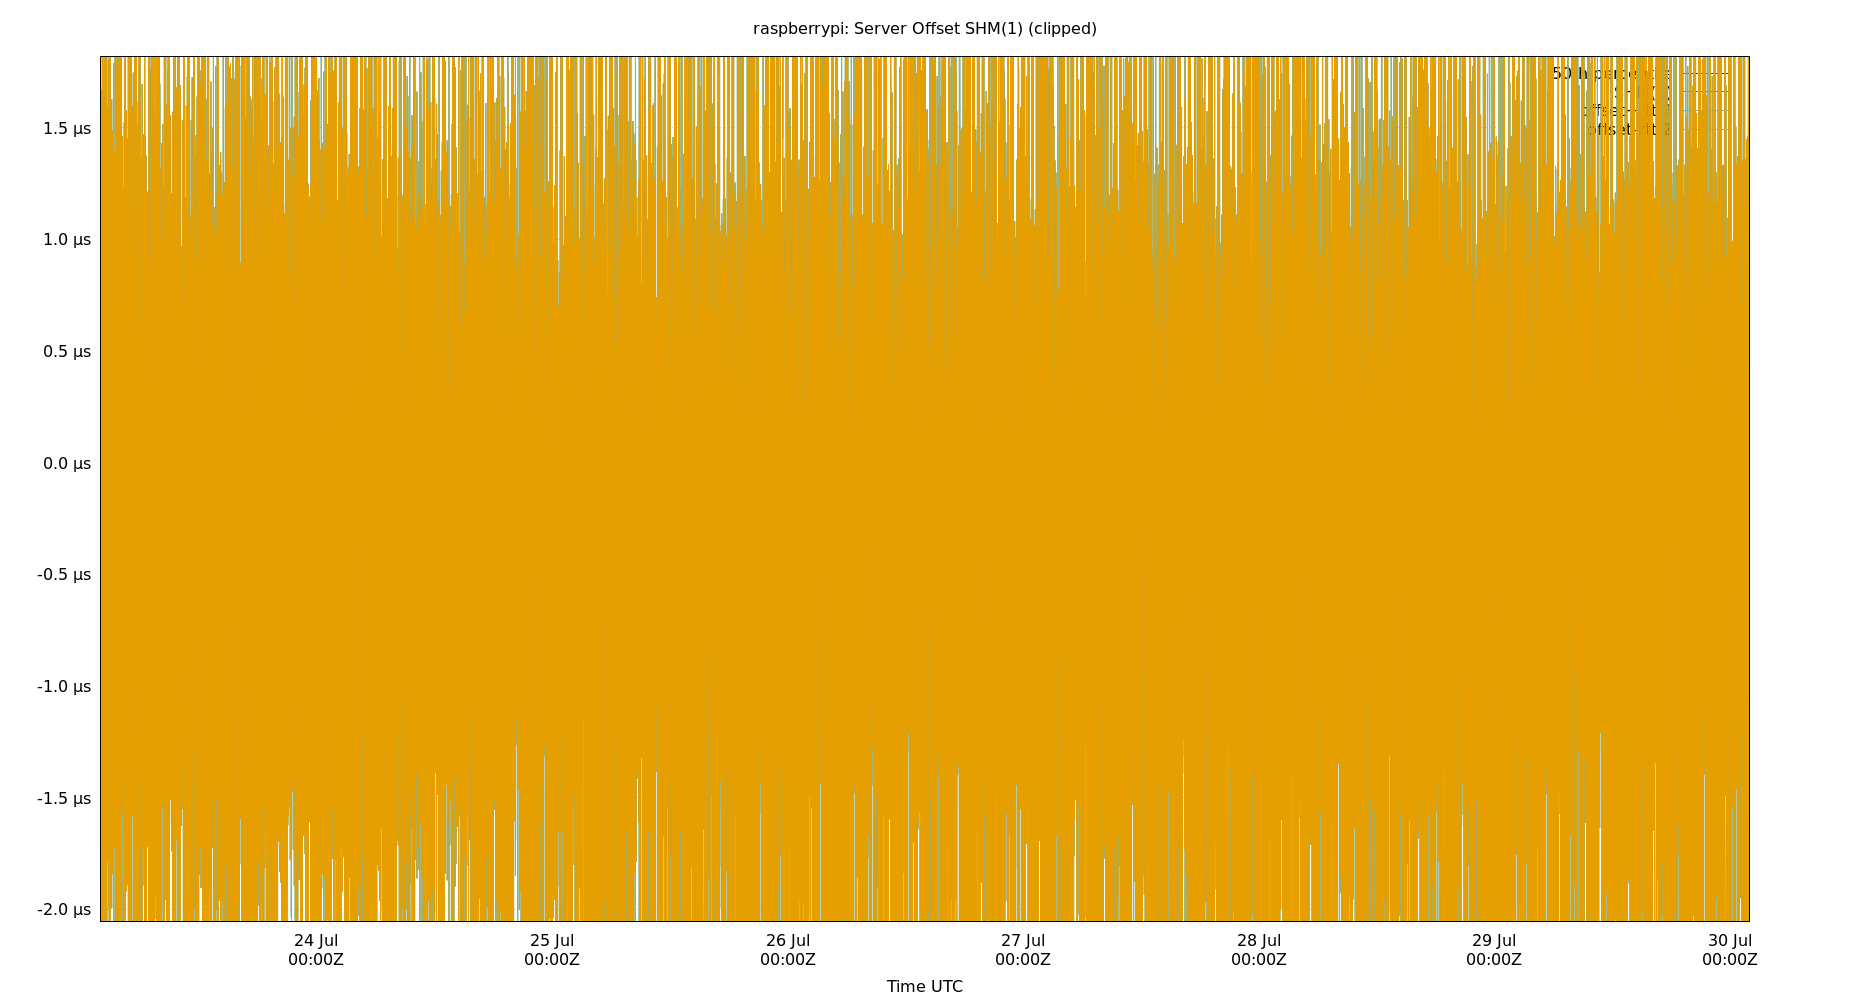 raspberrypi: Server Offset SHM(1) (clipped)
1.5 µs
1.0 µs
0.5 µs
0.0 µs
-0.5 µs
-1.0 µs
-1.5 µs
-2.0 µs
24 Jul
00:00Z
25 Jul
00:00Z
26 Jul
00:00Z
27 Jul
00:00Z
28 Jul
00:00Z
29 Jul
00:00Z
30 Jul
00:00Z
Time UTC